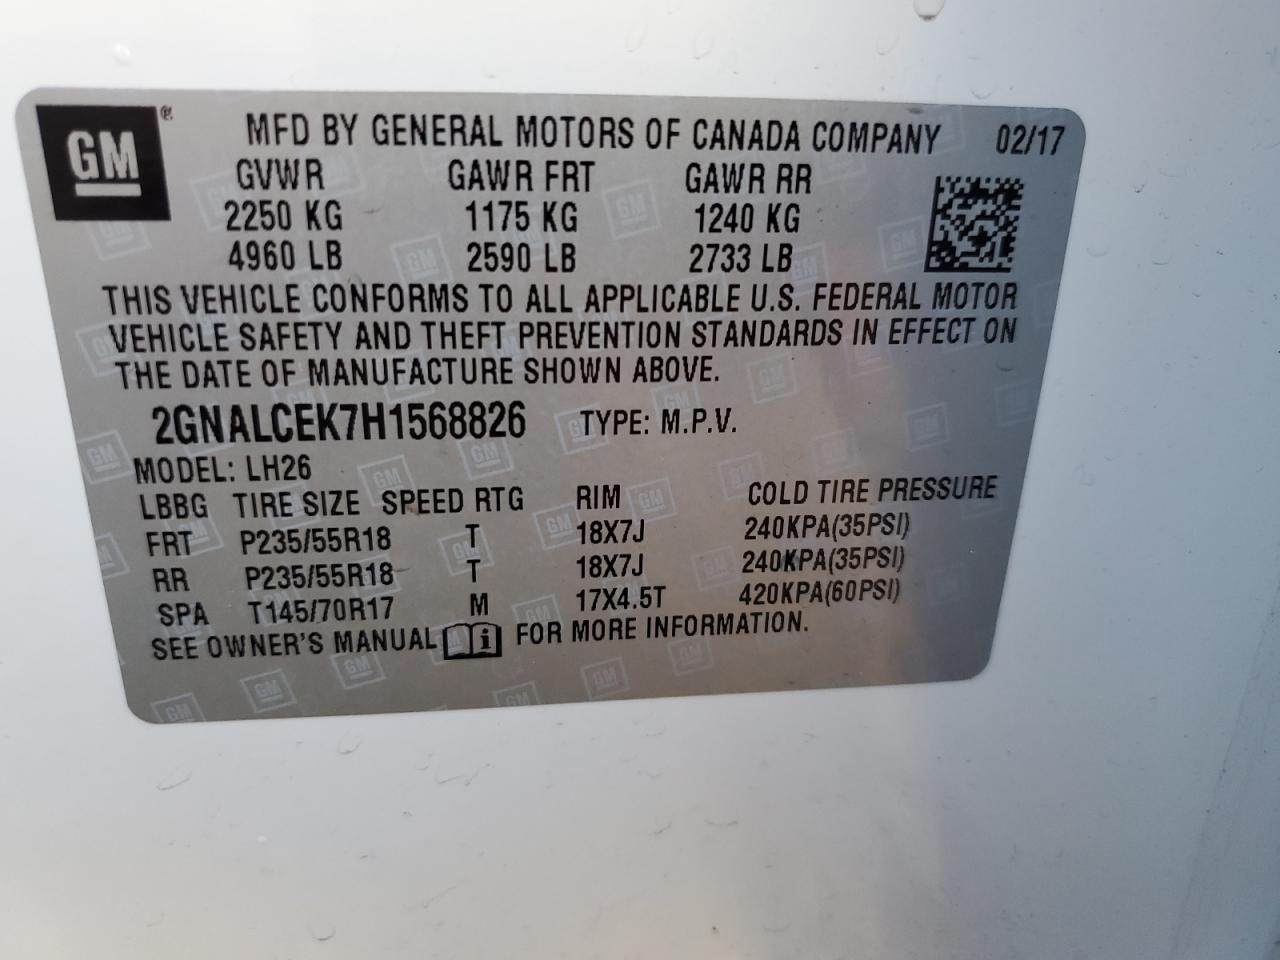 GM® MFD BY GENERAL MOTORS OF CANADA COMPANY 02/17
GVWR GAWR FRT GAWR RR
2250 KG 1175 KG 1240 KG
4960 LB 2590 LB 2733 LB
THIS VEHICLE CONFORMS TO ALL APPLICABLE U.S. FEDERAL MOTOR
VEHICLE SAFETY AND THEFT PREVENTION STANDARDS IN EFFECT ON
THE DATE OF MANUFACTURE SHOWN ABOVE.
2GNALCEK7H1568826 TYPE: M.P.V.
MODEL: LH26
LBBG TIRE SIZE SPEED RTG RIM COLD TIRE PRESSURE
FRT P235/55R18 T 18X7J 240KPA(35PSI)
RR P235/55R18 T 18X7J 240KPA(35PSI)
SPA T145/70R17 M 17X4.5T 420KPA(60PSI)
SEE OWNER'S MANUAL i FOR MORE INFORMATION.